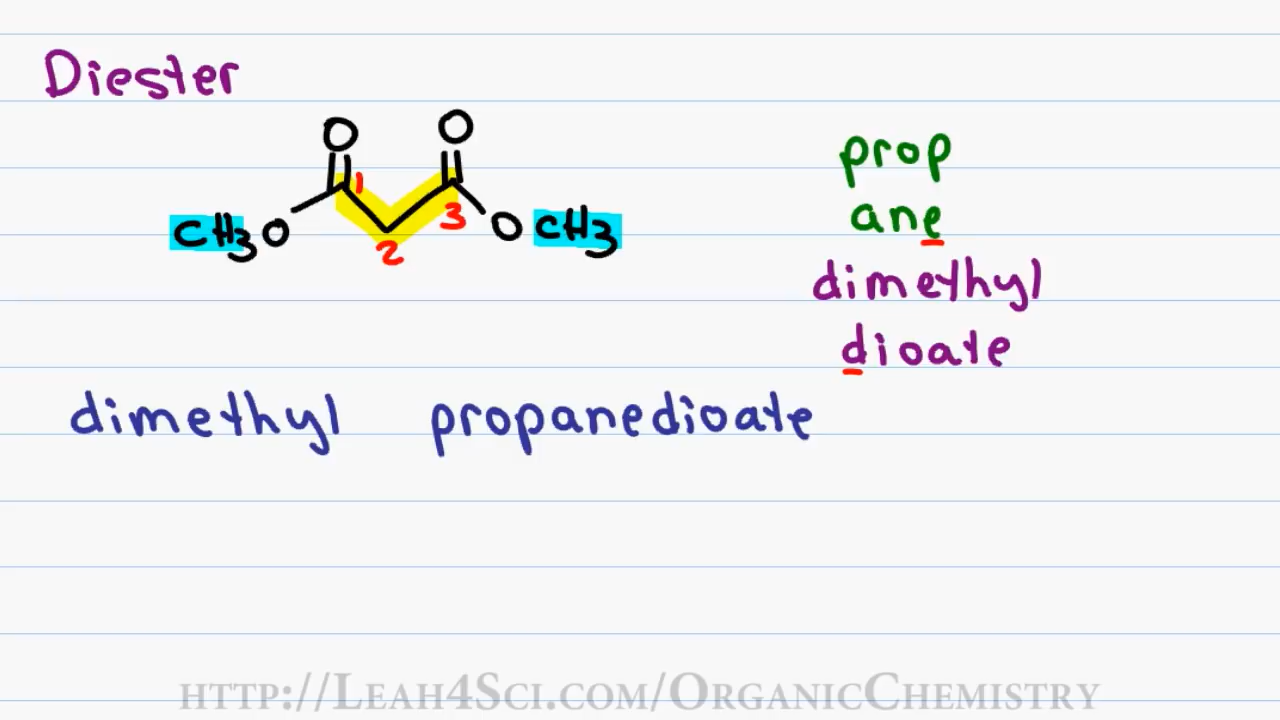 Diester
O O
1 3
CH3 O 2 O CH3
prop
ane
dimethyl
dioate
dimethyl propanedioate
HTTP://LEAH4SCI.COM/ORGANICCHEMISTRY